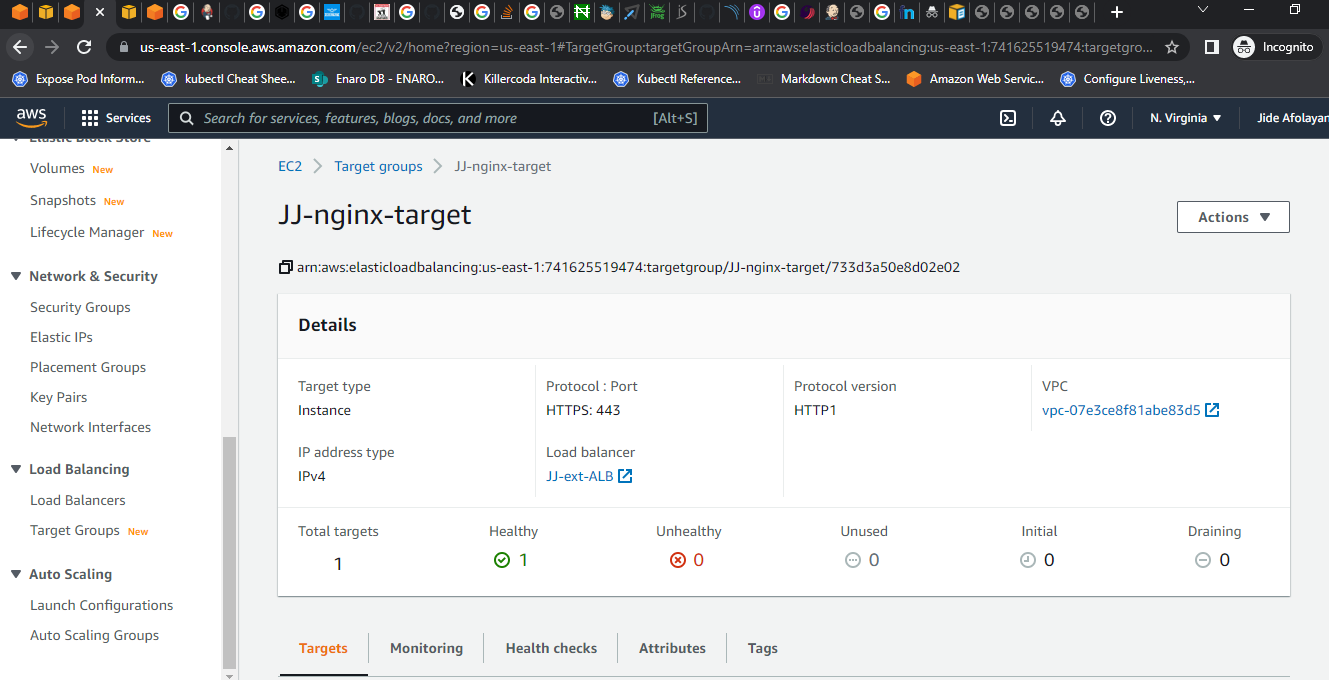 us-east-1.console.aws.amazon.com/ec2/v2/home?region=us-east-1#TargetGroup:targetGroupArn=arn:aws:elasticloadbalancing:us-east-1:741625519474:targetgro...
Incognito
Expose Pod Inform... kubectl Cheat Shee... Enaro DB - ENARO... Killercoda Interactiv... Kubectl Reference... Markdown Cheat S... Amazon Web Servic... Configure Liveness,...
aws Services Search for services, features, blogs, docs, and more [Alt+S] N. Virginia ▼ Jide Afolayan
Elastic Block Store
Volumes New
Snapshots New
Lifecycle Manager New
Network & Security
Security Groups
Elastic IPs
Placement Groups
Key Pairs
Network Interfaces
Load Balancing
Load Balancers
Target Groups New
Auto Scaling
Launch Configurations
Auto Scaling Groups
EC2 > Target groups > JJ-nginx-target
JJ-nginx-target
Actions ▼
arn:aws:elasticloadbalancing:us-east-1:741625519474:targetgroup/JJ-nginx-target/733d3a50e8d02e02
Details
Target type
Instance
Protocol : Port
HTTPS: 443
Protocol version
HTTP1
VPC
vpc-07e3ce8f81abe83d5
IP address type
IPv4
Load balancer
JJ-ext-ALB
Total targets
1
Healthy
1
Unhealthy
0
Unused
0
Initial
0
Draining
0
Targets Monitoring Health checks Attributes Tags